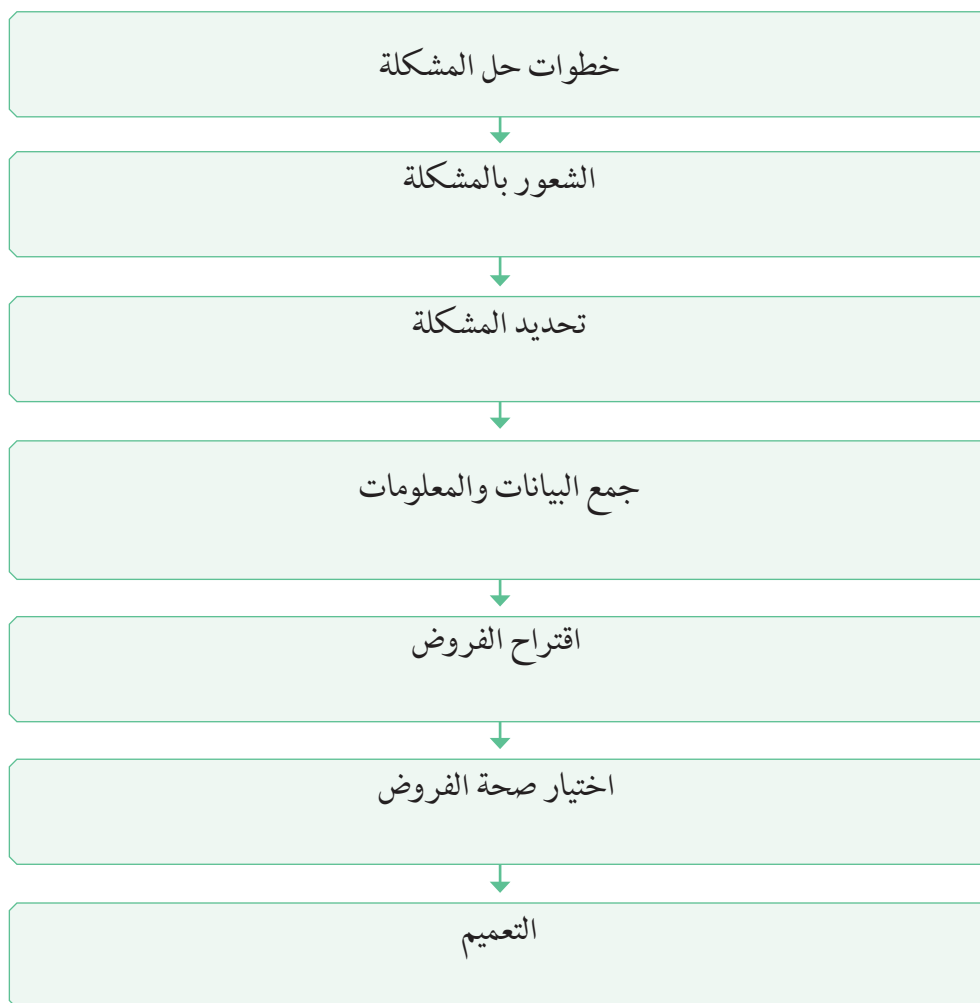 خطوات حل المشكلة
الشعور بالمشكلة
تحديد المشكلة
جمع البيانات والمعلومات
اقتراح الفروض
اختيار صحة الفروض
التعميم